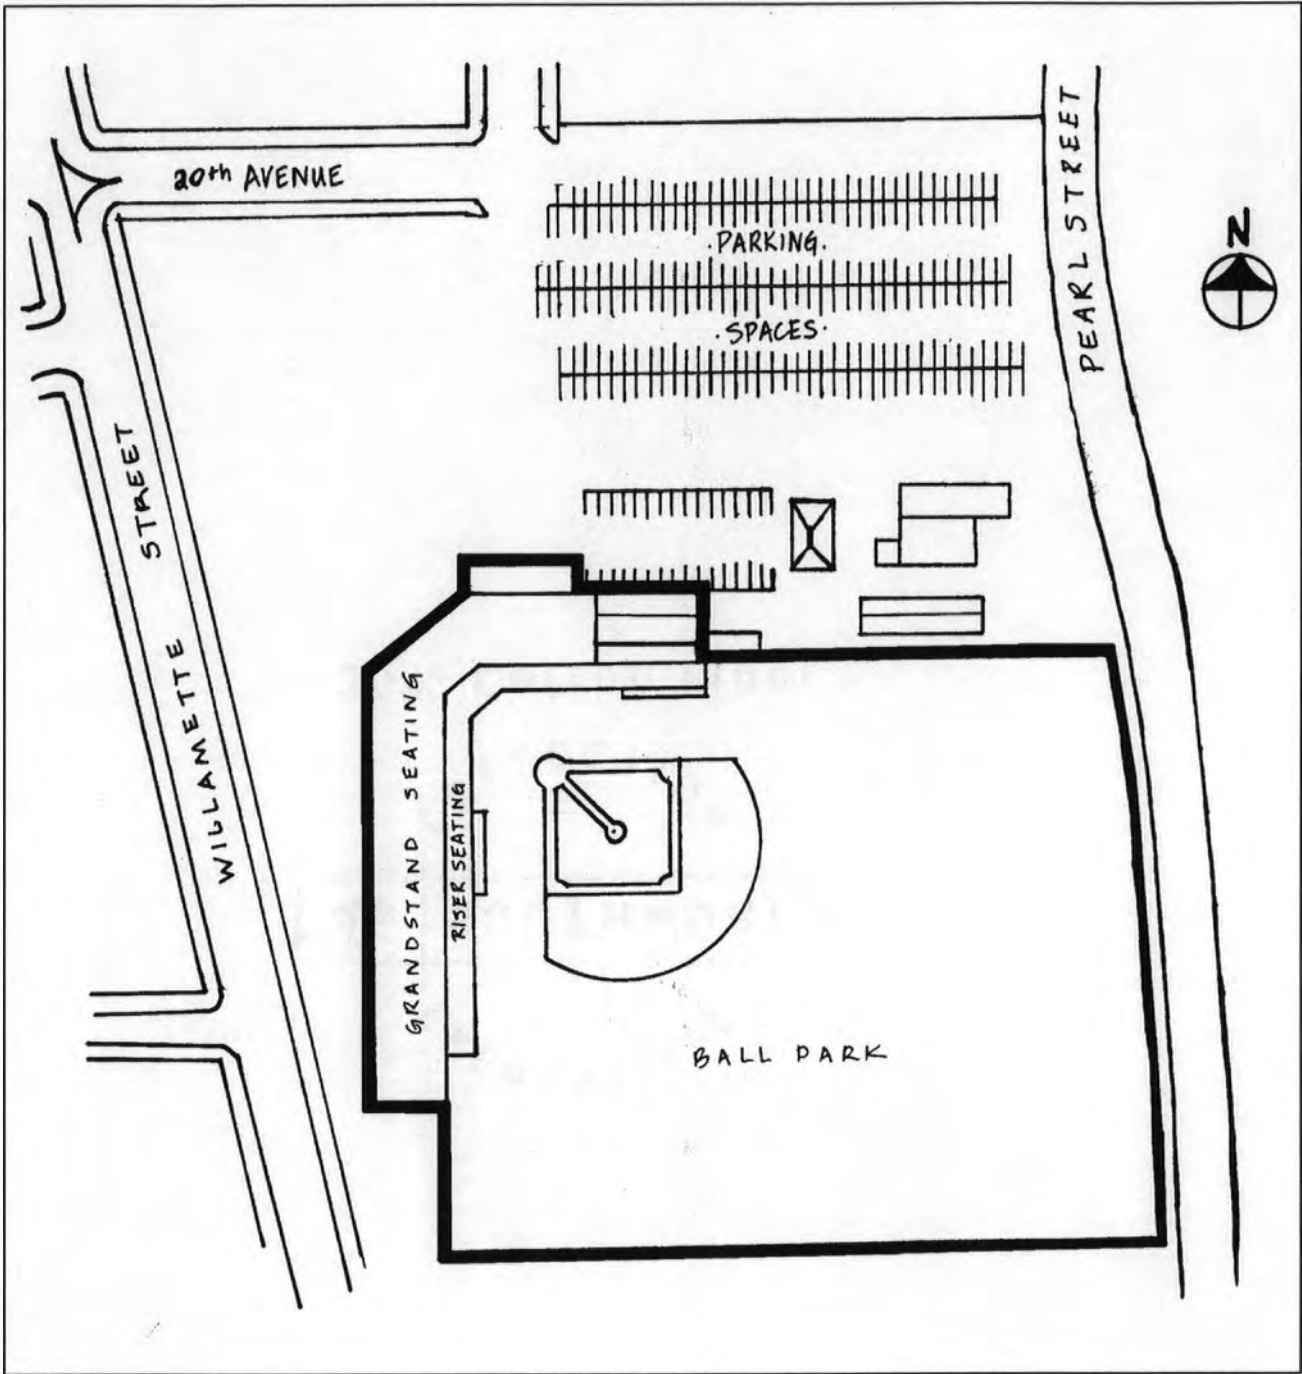 20th AVENUE
PEARL STREET
N
.PARKING.
.SPACES.
WILLAMETTE STREET
GRANDSTAND SEATING
RISER SEATING
BALL PARK